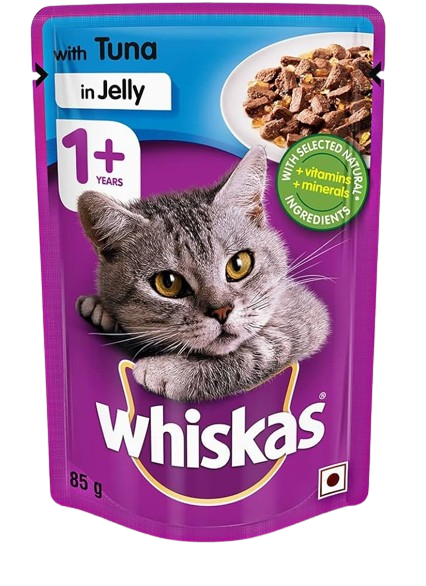 with Tuna
in Jelly
1+
YEARS
WITH SELECTED NATURAL*
+ vitamins
+ minerals
INGREDIENTS
whiskas®
85 g